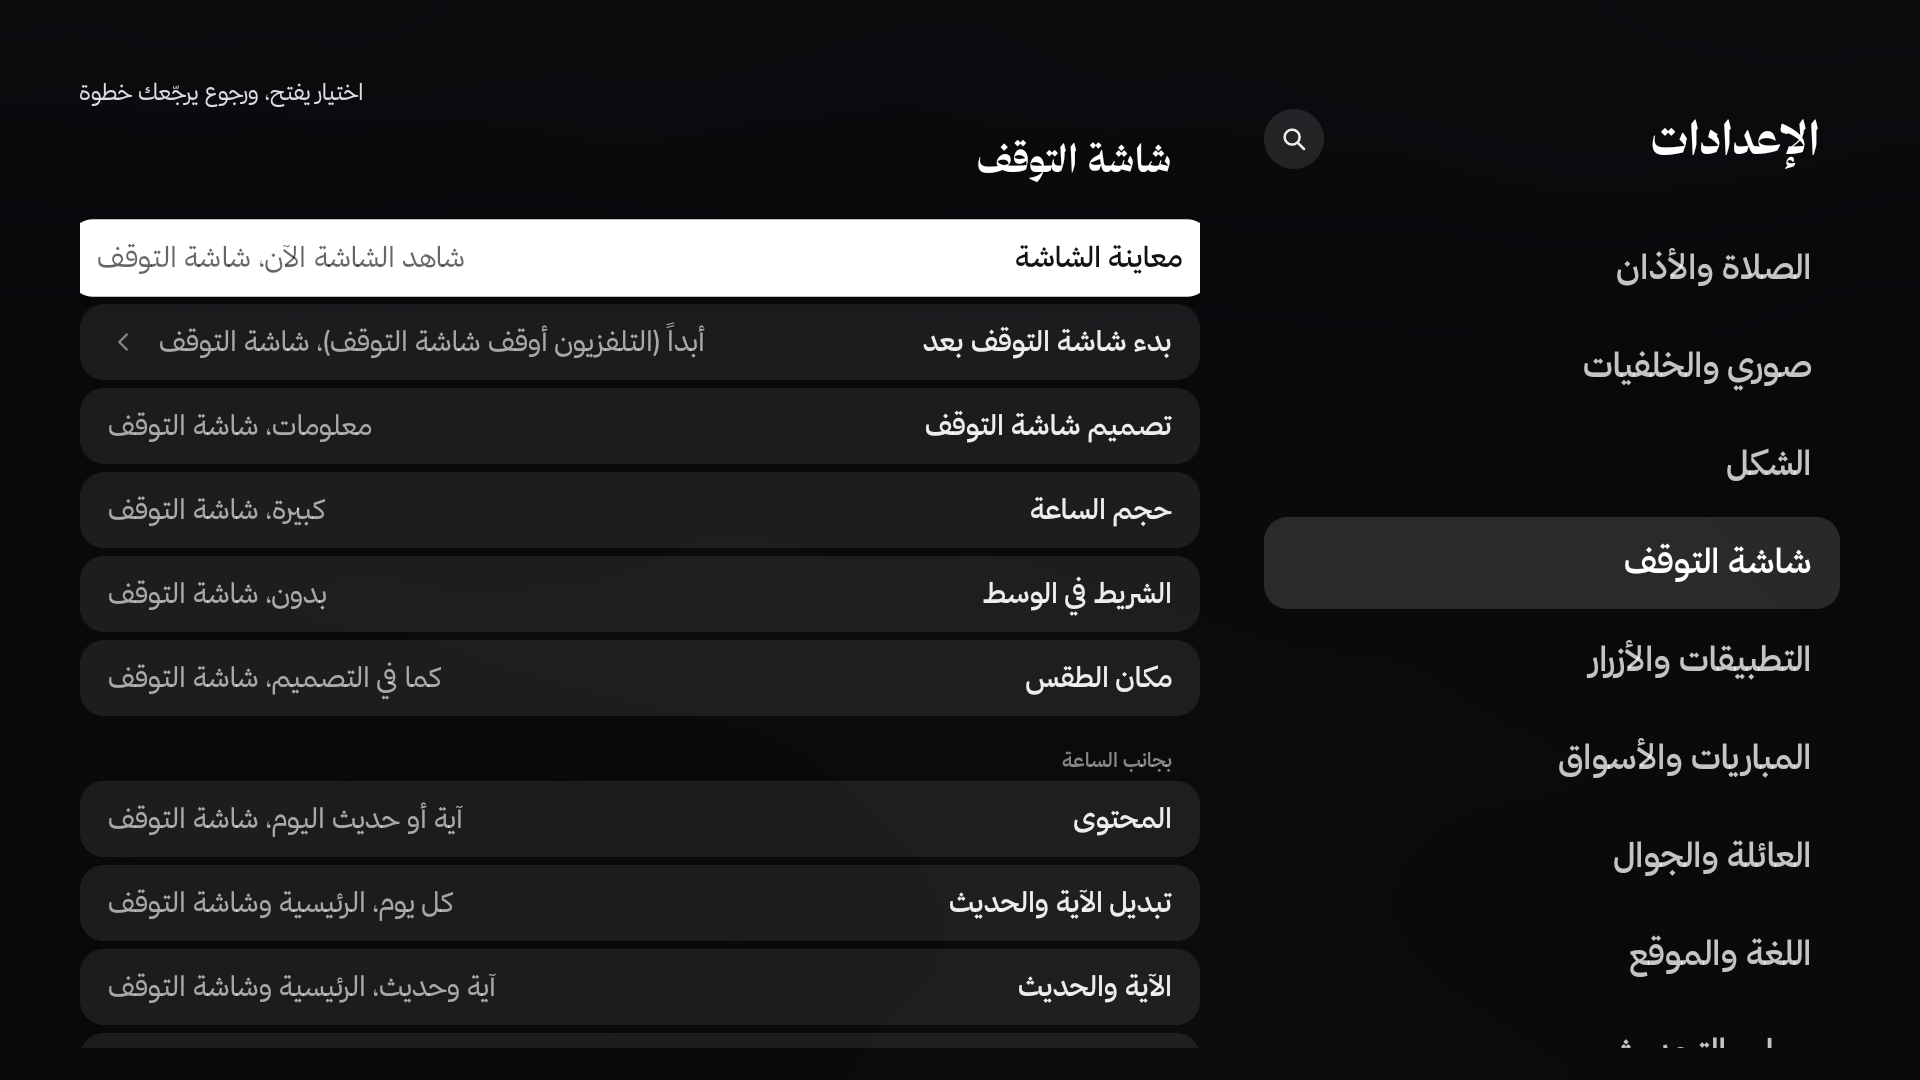 الإعدادات
الصلاة والأذان
صوري والخلفيات
الشكل
شاشة التوقف
التطبيقات والأزرار
المباريات والأسواق
العائلة والجوال
اللغة والموقع
اختيار يفتح، ورجوع يرجّعك خطوة
شاشة التوقف
معاينة الشاشة شاهد الشاشة الآن، شاشة التوقف
بدء شاشة التوقف بعد أبداً (التلفزيون أوقف شاشة التوقف)، شاشة التوقف
تصميم شاشة التوقف معلومات، شاشة التوقف
حجم الساعة كبيرة، شاشة التوقف
الشريط في الوسط بدون، شاشة التوقف
مكان الطقس كما في التصميم، شاشة التوقف
بجانب الساعة
المحتوى آية أو حديث اليوم، شاشة التوقف
تبديل الآية والحديث كل يوم، الرئيسية وشاشة التوقف
الآية والحديث آية وحديث، الرئيسية وشاشة التوقف